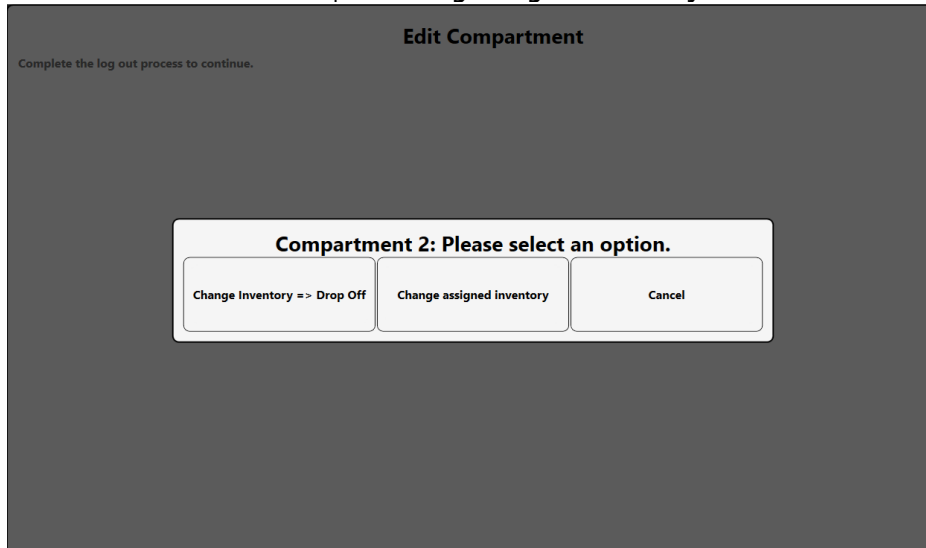 Edit Compartment
Complete the log out process to continue.
Compartment 2: Please select an option.
Change Inventory => Drop Off
Change assigned inventory
Cancel